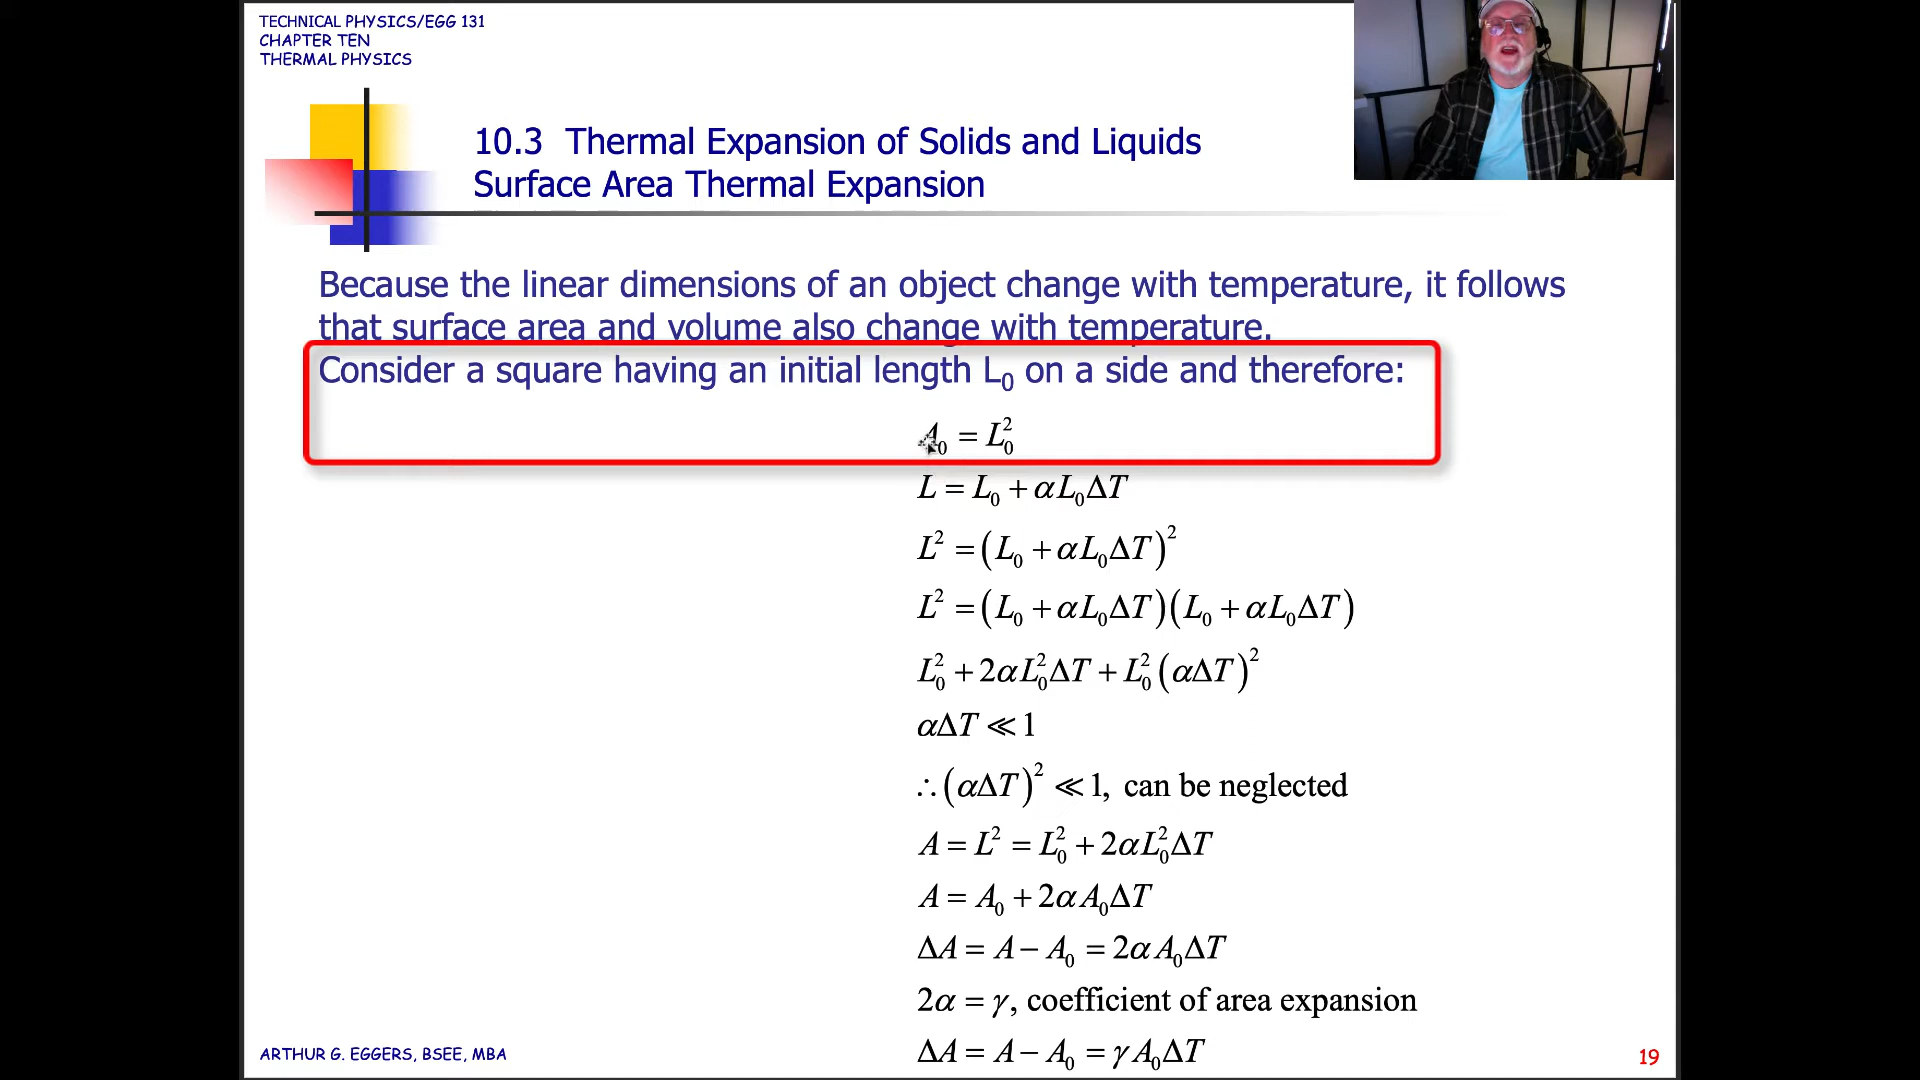 TECHNICAL PHYSICS/EGG 131
CHAPTER TEN
THERMAL PHYSICS
10.3 Thermal Expansion of Solids and Liquids
Surface Area Thermal Expansion
Because the linear dimensions of an object change with temperature, it follows
that surface area and volume also change with temperature.
Consider a square having an initial length L₀ on a side and therefore:
A₀ = L₀²
L = L₀ + αL₀ΔT
L² = (L₀ + αL₀ΔT)²
L² = (L₀ + αL₀ΔT)(L₀ + αL₀ΔT)
L₀² + 2αL₀²ΔT + L₀²(αΔT)²
αΔT ≪ 1
∴ (αΔT)² ≪ 1, can be neglected
A = L² = L₀² + 2αL₀²ΔT
A = A₀ + 2αA₀ΔT
ΔA = A − A₀ = 2αA₀ΔT
2α = γ, coefficient of area expansion
ΔA = A − A₀ = γA₀ΔT
ARTHUR G. EGGERS, BSEE, MBA
19